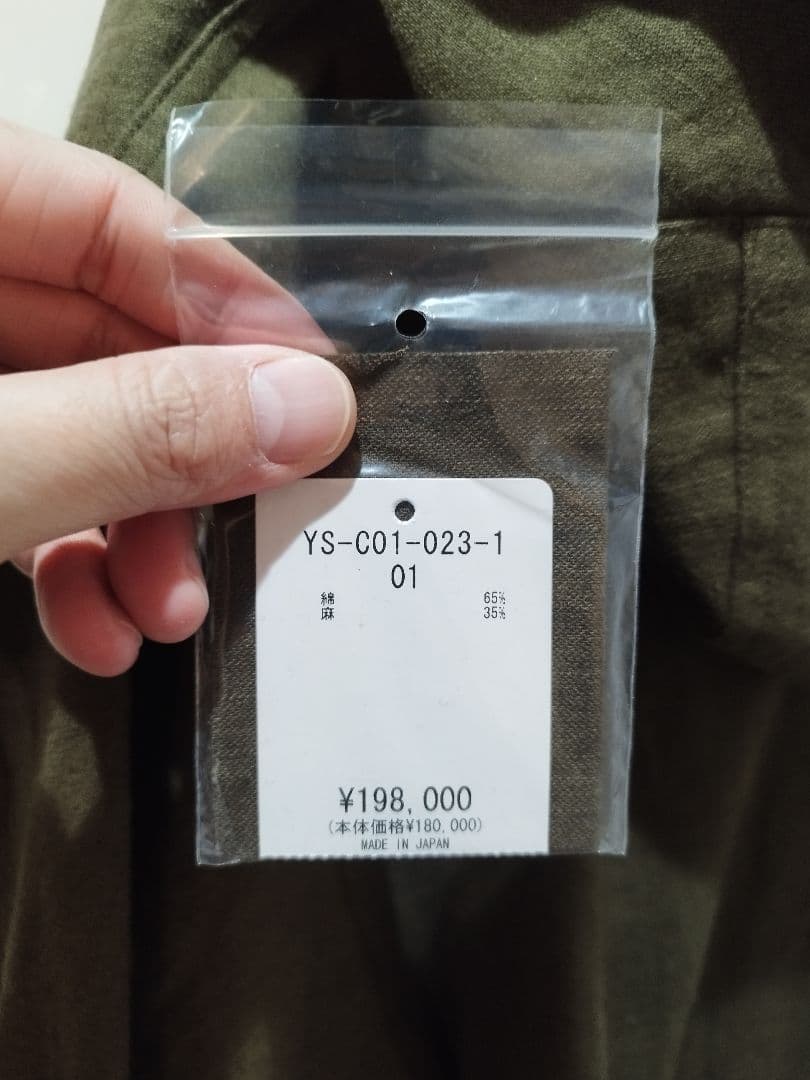 YS-C01-023-1
01
綿 65%
麻 35%
¥198,000
(本体価格¥180,000)
MADE IN JAPAN